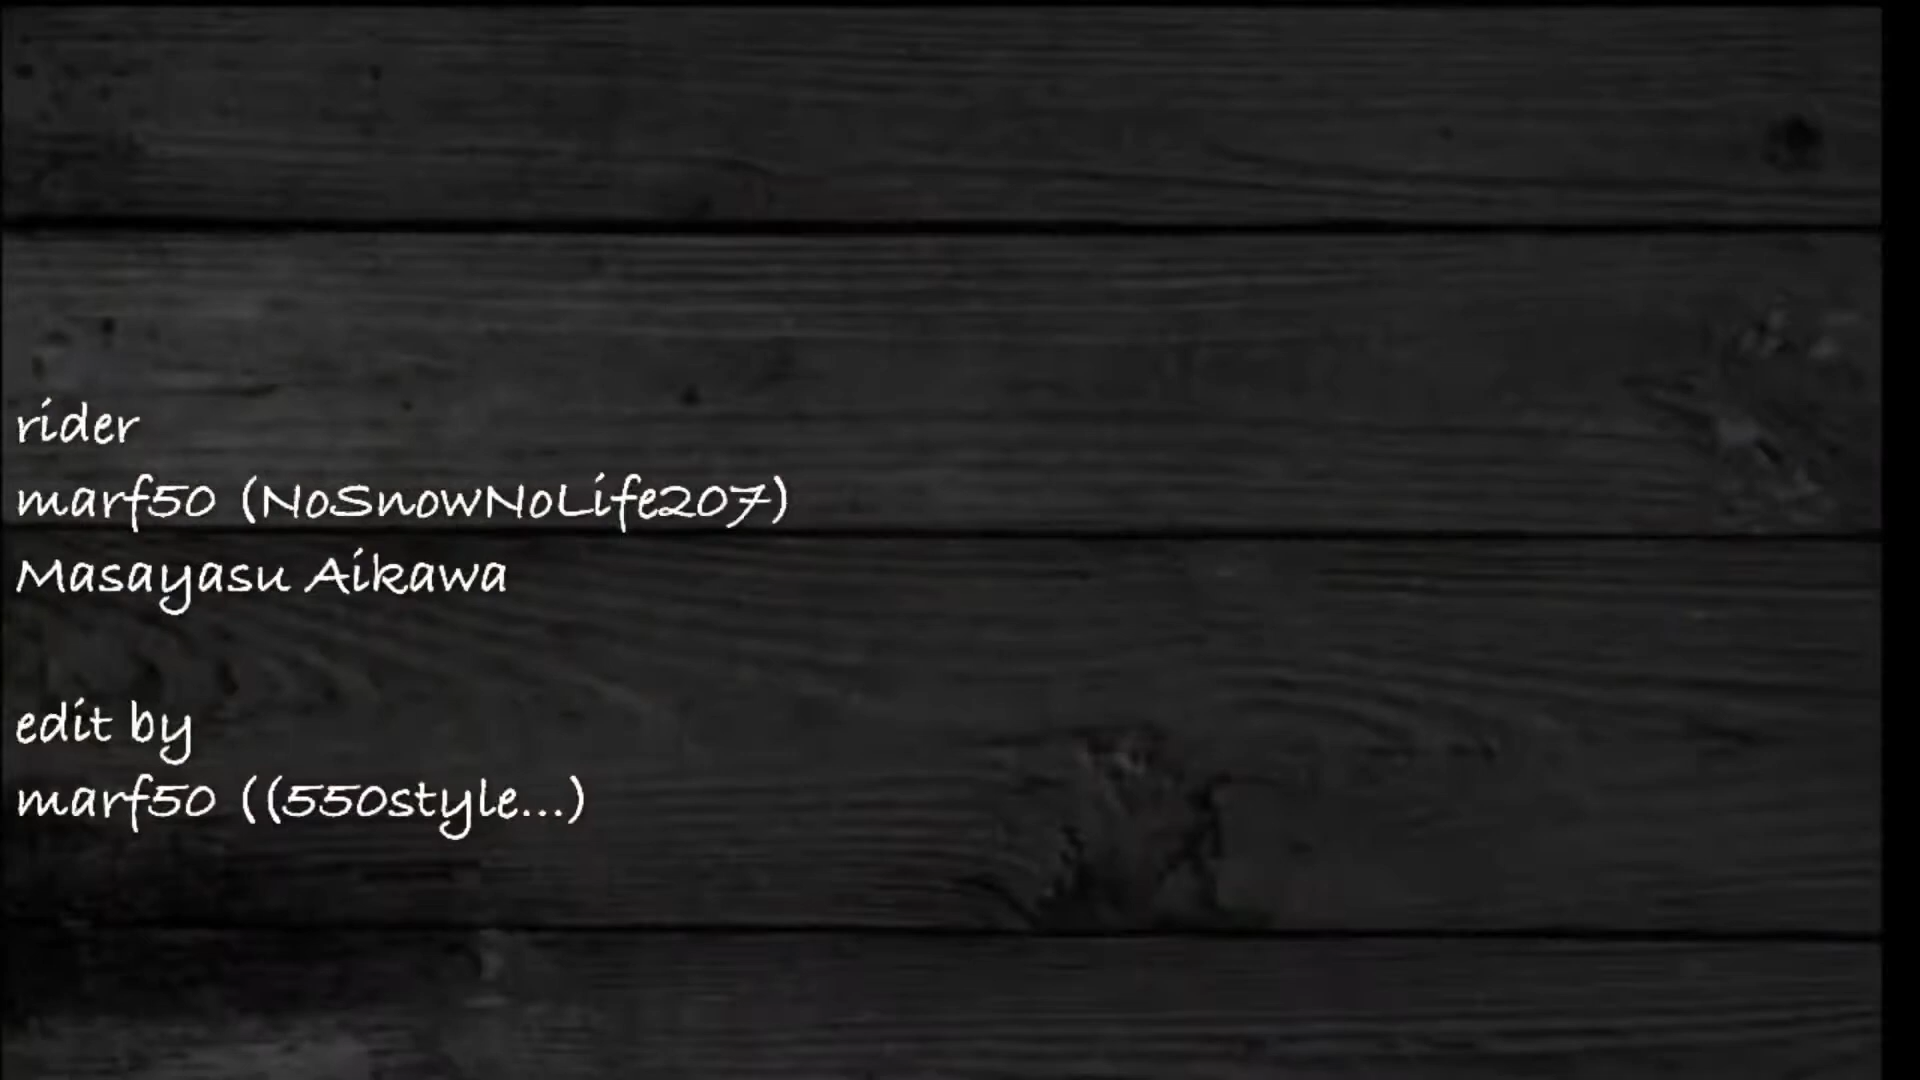 rider
marf50 (NoSnowNoLife207)
Masayasu Aikawa
edit by
marf50 ((550style...)